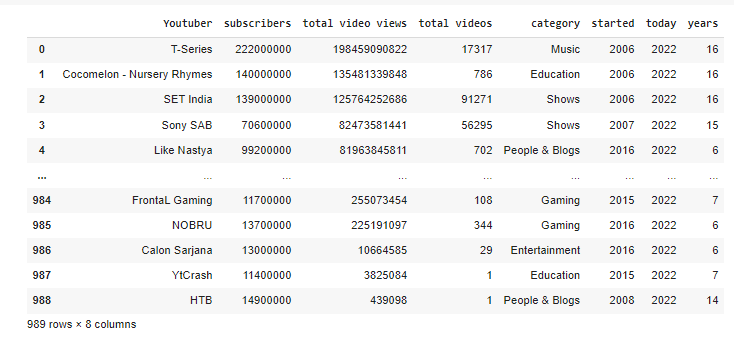 Youtuber subscribers total video views total videos category started today years
0 T-Series 222000000 198459090822 17317 Music 2006 2022 16
1 Cocomelon - Nursery Rhymes 140000000 135481339848 786 Education 2006 2022 16
2 SET India 139000000 125764252686 91271 Shows 2006 2022 16
3 Sony SAB 70600000 82473581441 56295 Shows 2007 2022 15
4 Like Nastya 99200000 81963845811 702 People & Blogs 2016 2022 6
... ... ... ... ... ... ... ... ...
984 FrontaL Gaming 11700000 255073454 108 Gaming 2015 2022 7
985 NOBRU 13700000 225191097 344 Gaming 2016 2022 6
986 Calon Sarjana 13000000 10664585 29 Entertainment 2016 2022 6
987 YtCrash 11400000 3825084 1 Education 2015 2022 7
988 HTB 14900000 439098 1 People & Blogs 2008 2022 14
989 rows × 8 columns